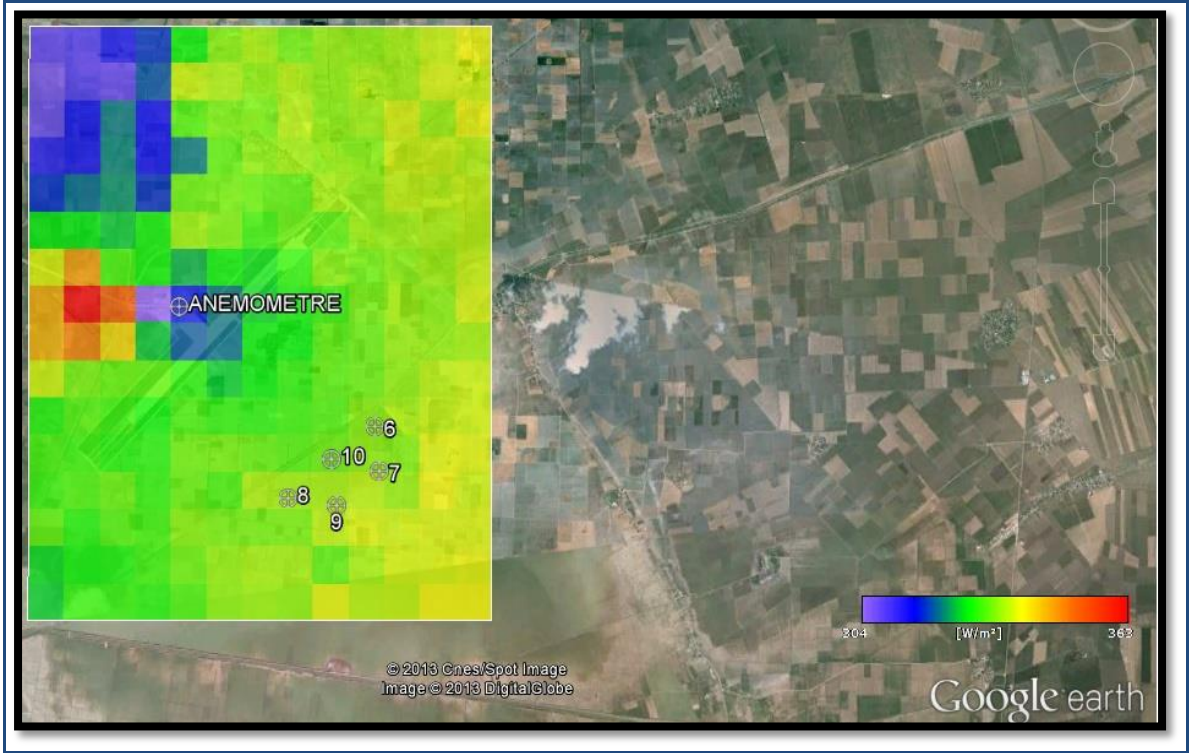 ANEMOMETRE
6
10
7
8
9
304 [W/m²] 363
© 2013 Cnes/Spot Image
Image © 2013 DigitalGlobe
Google earth